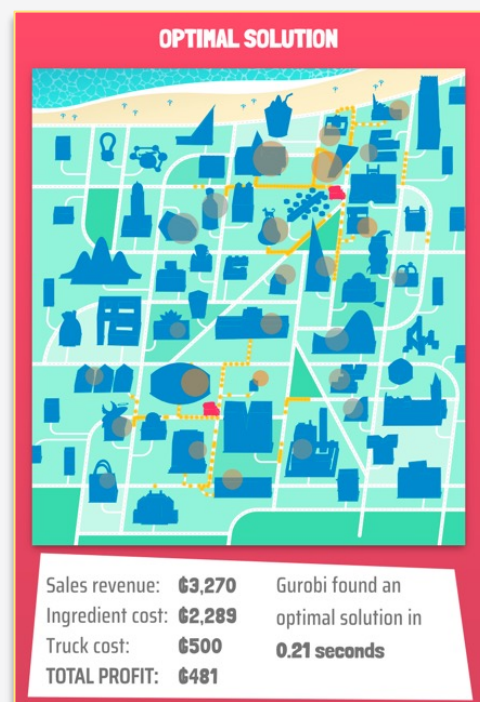 OPTIMAL SOLUTION
Sales revenue: ₲3,270
Ingredient cost: ₲2,289
Truck cost: ₲500
TOTAL PROFIT: ₲481
Gurobi found an
optimal solution in
0.21 seconds